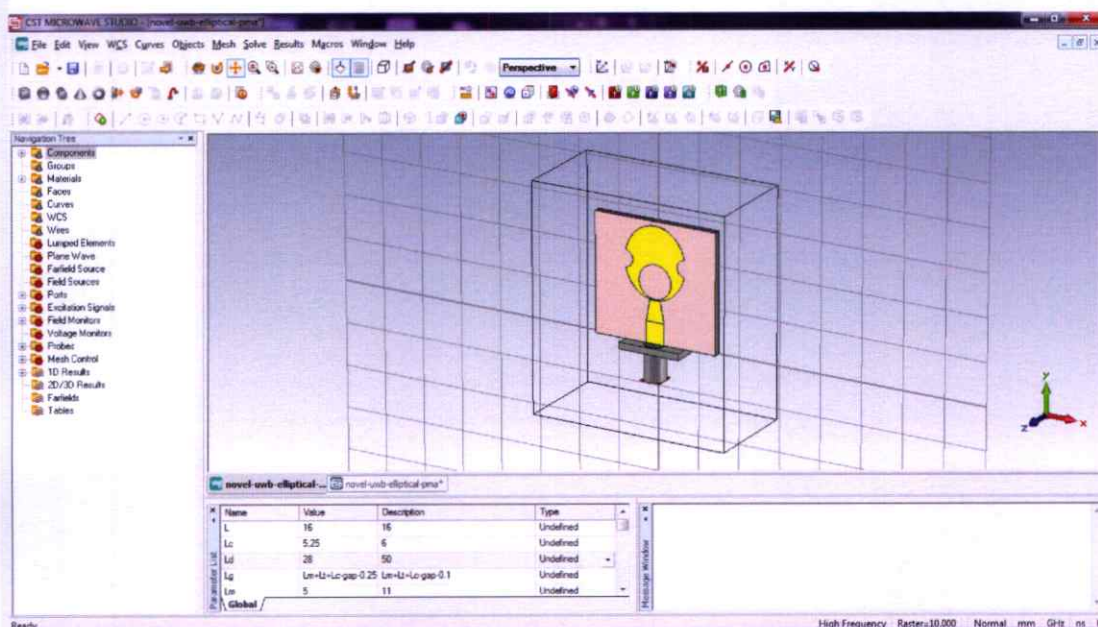 CST MICROWAVE STUDIO - [novel-uwb-elliptical-pma*]
File Edit View WCS Curves Objects Mesh Solve Results Macros Window Help
Perspective
Navigation Tree
Components
Groups
Materials
Faces
Curves
WCS
Wires
Lumped Elements
Plane Wave
Farfield Source
Field Sources
Ports
Excitation Signals
Field Monitors
Voltage Monitors
Probes
Mesh Control
1D Results
2D/3D Results
Farfields
Tables
y
z x
novel-uwb-elliptical-... novel-uwb-elliptical-pma*
Name Value Description Type
L 16 16 Undefined
Lc 5.25 6 Undefined
Ld 28 50 Undefined
Lg Lm+Lt+Lc-gap-0.25 Lm+Lt+Lc-gap-0.1 Undefined
Lm 5 11 Undefined
Global
Parameter List
Message Window
Ready
High Frequency Raster=10.000 Normal mm GHz ns